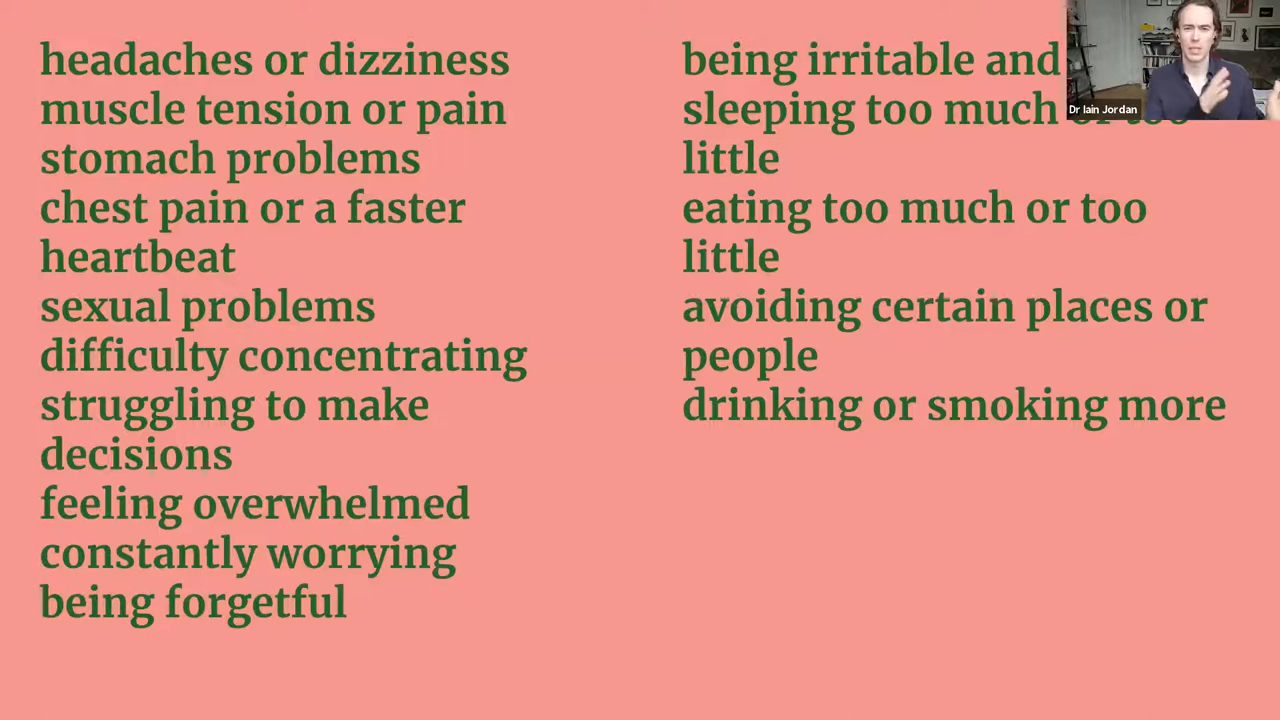 headaches or dizziness
muscle tension or pain
stomach problems
chest pain or a faster
heartbeat
sexual problems
difficulty concentrating
struggling to make
decisions
feeling overwhelmed
constantly worrying
being forgetful
being irritable and
sleeping too much or too
little
eating too much or too
little
avoiding certain places or
people
drinking or smoking more
Dr Iain Jordan